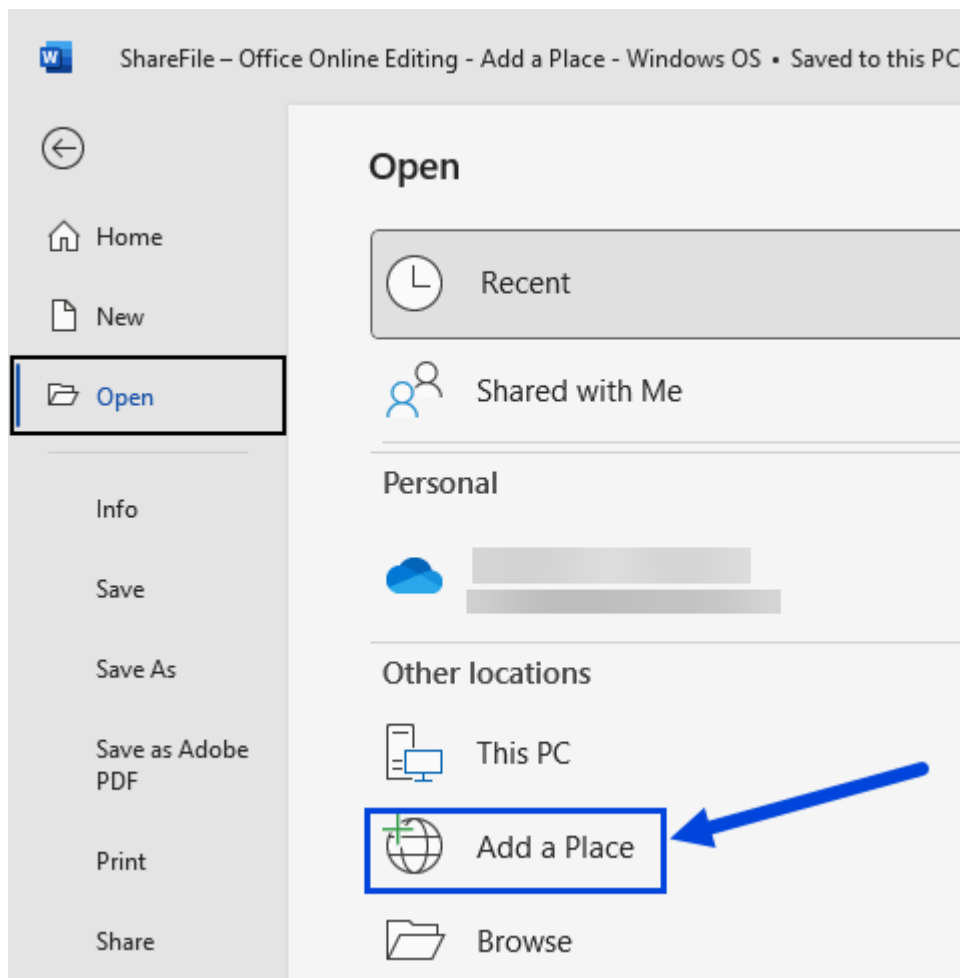 W
ShareFile – Office Online Editing - Add a Place - Windows OS • Saved to this PC
Home
New
Open
Info
Save
Save As
Save as Adobe
PDF
Print
Share
Open
Recent
Shared with Me
Personal
Other locations
This PC
Add a Place
Browse